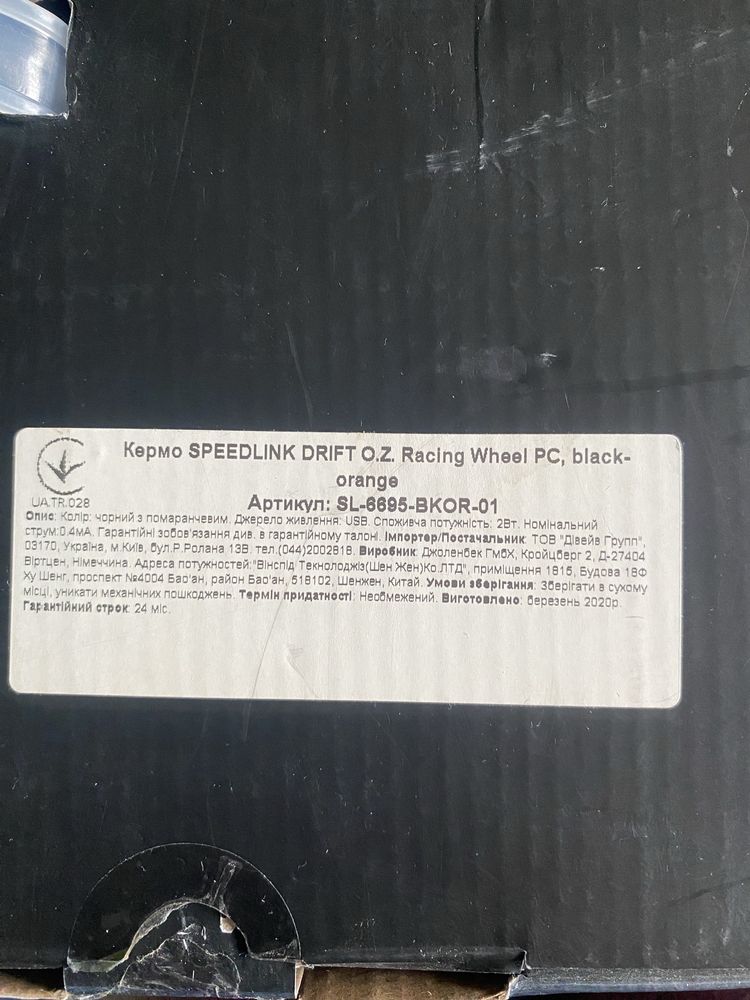 Кермо SPEEDLINK DRIFT O.Z. Racing Wheel PC, black-
orange
UA.TR.028
Артикул: SL-6695-BKOR-01
Опис: Колір: чорний з помаранчевим. Джерело живлення: USB. Споживча потужність: 2Вт. Номінальний
струм:0.4мА. Гарантійні зобов'язання див. в гарантійному талоні. Імпортер/Постачальник: ТОВ "Дівейв Групп",
03170, Україна, м.Київ, бул.Р.Ролана 13В, тел.(044)2002918. Виробник: Джоленбек ГмбХ, Кройцберг 2, Д-27404
Віртцен, Німеччина. Адреса потужностей:"Вінспід Текнолоджіз(Шен Жен)Ко.ЛТД", приміщення 1815, Будова 18Ф
Ху Шенг, проспект №4004 Бао'ан, район Бао'ан, 518102, Шенжен, Китай. Умови зберігання: Зберігати в сухому
місці, уникати механічних пошкоджень. Термін придатності: Необмежений. Виготовлено: березень 2020р.
Гарантійний строк: 24 міс.